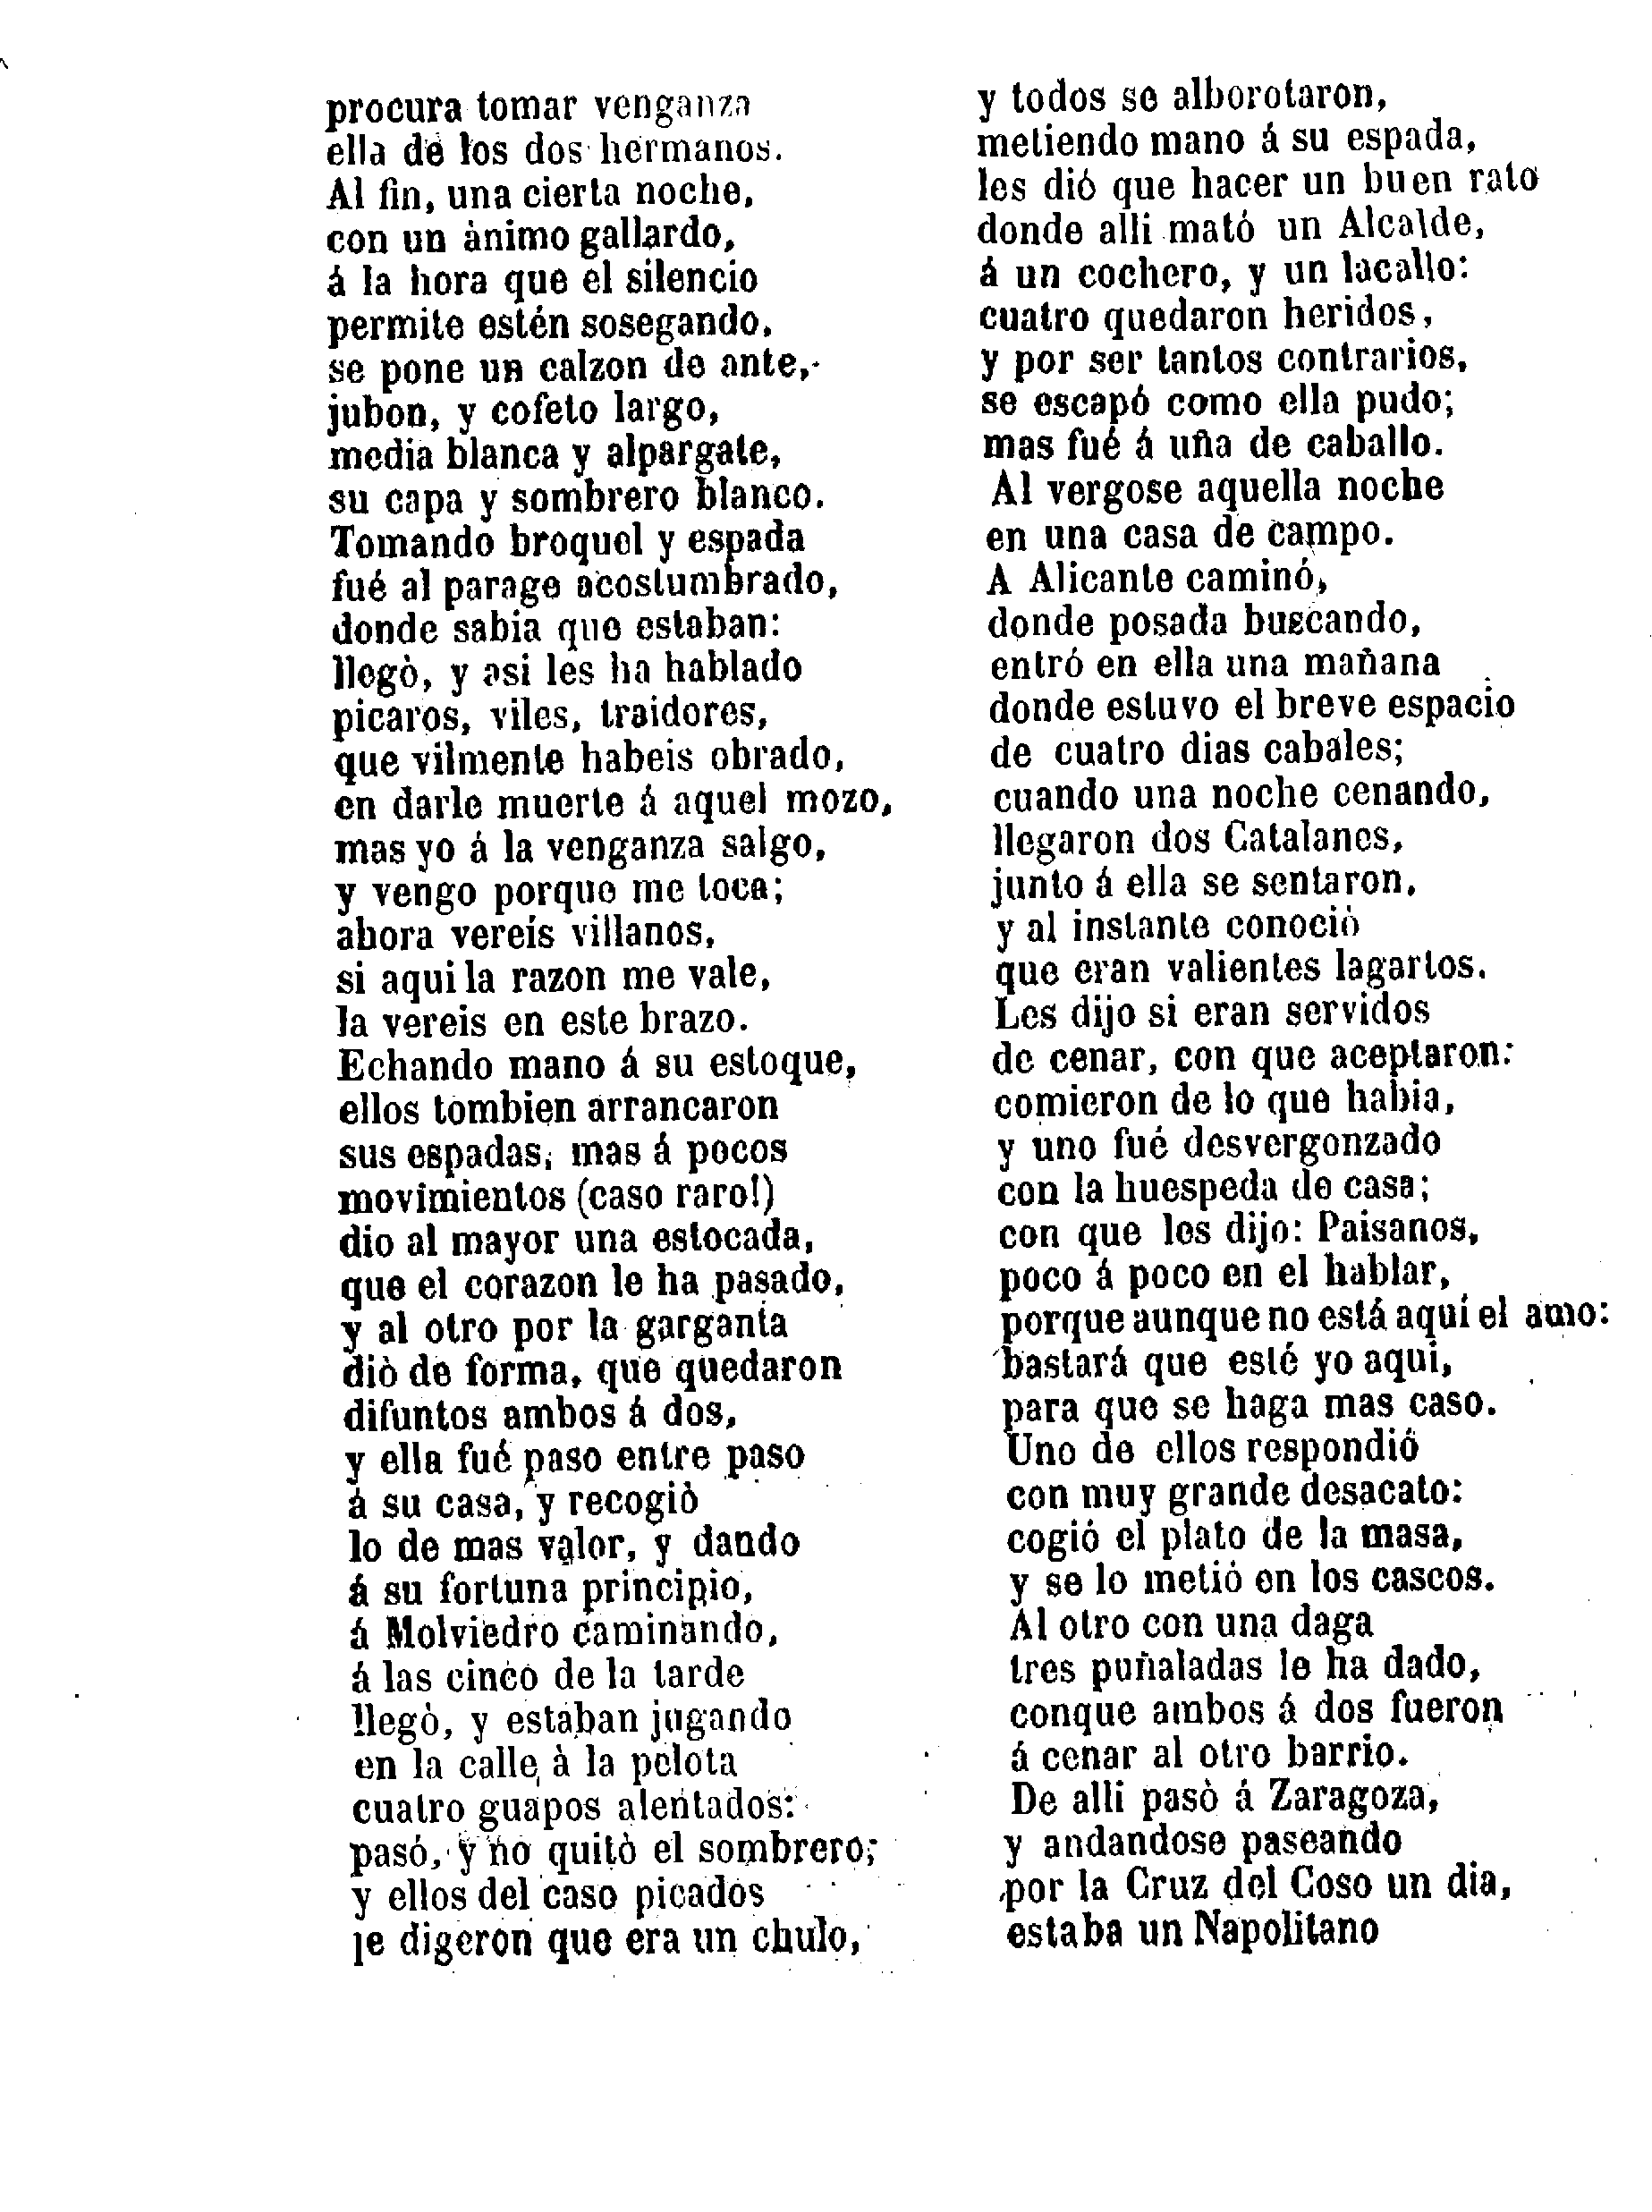 procura tomar venganza
ella de los dos hermanos.
Al fin, una cierta noche,
con un ànimo gallardo,
á la hora que el silencio
permite estén sosegando,
se pone un calzon de ante,
jubon, y cofeto largo,
media blanca y alpargate,
su capa y sombrero blanco.
Tomando broquel y espada
fué al parage acostumbrado,
donde sabia que estaban:
llegò, y asi les ha hablado
picaros, viles, traidores,
que vilmente habeis obrado,
en darle muerte á aquel mozo,
mas yo á la venganza salgo,
y vengo porque me toca;
ahora vereís villanos,
si aqui la razon me vale,
la vereis en este brazo.
Echando mano á su estoque,
ellos tombien arrancaron
sus espadas, mas á pocos
movimientos (caso raro!)
dio al mayor una estocada,
que el corazon le ha pasado,
y al otro por la garganta
diò de forma, que quedaron
difuntos ambos á dos,
y ella fué paso entre paso
á su casa, y recogiò
lo de mas valor, y dando
á su fortuna principio,
á Molviedro caminando,
á las cinco de la tarde
llegò, y estaban jugando
en la calle, à la pelota
cuatro guapos alentados:
pasó, y no quitò el sombrero;
y ellos del caso picados
le digeron que era un chulo,
y todos se alborotaron,
metiendo mano á su espada,
les dió que hacer un buen rato
donde alli mató un Alcalde,
á un cochero, y un lacallo:
cuatro quedaron heridos,
y por ser tantos contrarios,
se escapó como ella pudo;
mas fué á uña de caballo.
Al vergose aquella noche
en una casa de campo.
A Alicante caminó,
donde posada buscando,
entró en ella una mañana
donde estuvo el breve espacio
de cuatro dias cabales;
cuando una noche cenando,
llegaron dos Catalanes,
junto á ella se sentaron,
y al instante conociò
que eran valientes lagartos.
Les dijo si eran servidos
de cenar, con que aceptaron:
comieron de lo que habia,
y uno fué desvergonzado
con la huespeda de casa;
con que les dijo: Paisanos,
poco á poco en el hablar,
porque aunque no está aquí el amo:
bastará que esté yo aqui,
para que se haga mas caso.
Uno de ellos respondió
con muy grande desacato:
cogió el plato de la masa,
y se lo metiò en los cascos.
Al otro con una daga
tres puñaladas le ha dado,
conque ambos á dos fueron
á cenar al otro barrio.
De alli pasò á Zaragoza,
y andandose paseando
por la Cruz del Coso un dia,
estaba un Napolitano